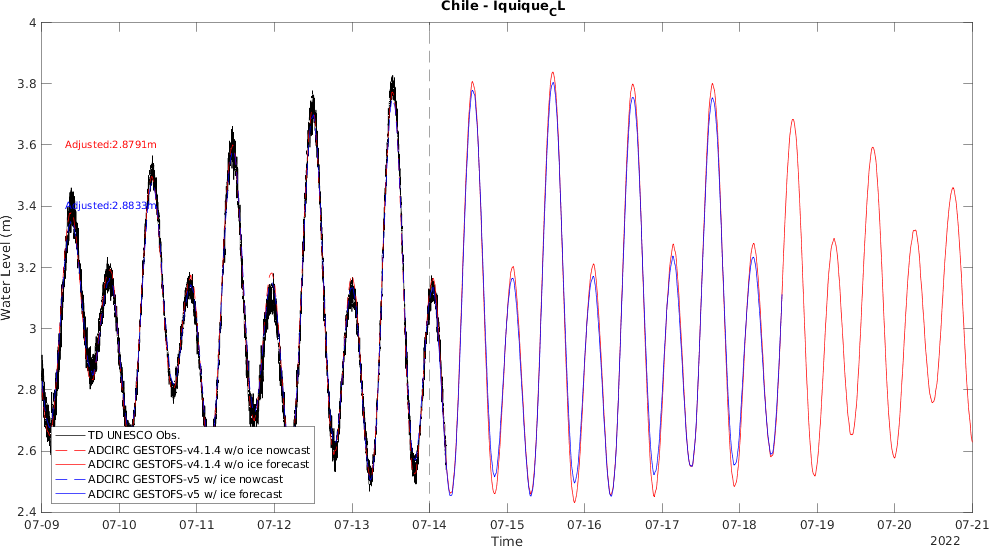 Chile - Iquique_CL
Water Level (m)
4
3.8
3.6
3.4
3.2
3
2.8
2.6
2.4
Adjusted:2.8791m
Adjusted:2.8833m
TD UNESCO Obs.
ADCIRC GESTOFS-v4.1.4 w/o ice nowcast
ADCIRC GESTOFS-v4.1.4 w/o ice forecast
ADCIRC GESTOFS-v5 w/ ice nowcast
ADCIRC GESTOFS-v5 w/ ice forecast
07-09 07-10 07-11 07-12 07-13 07-14 07-15 07-16 07-17 07-18 07-19 07-20 07-21
Time
2022